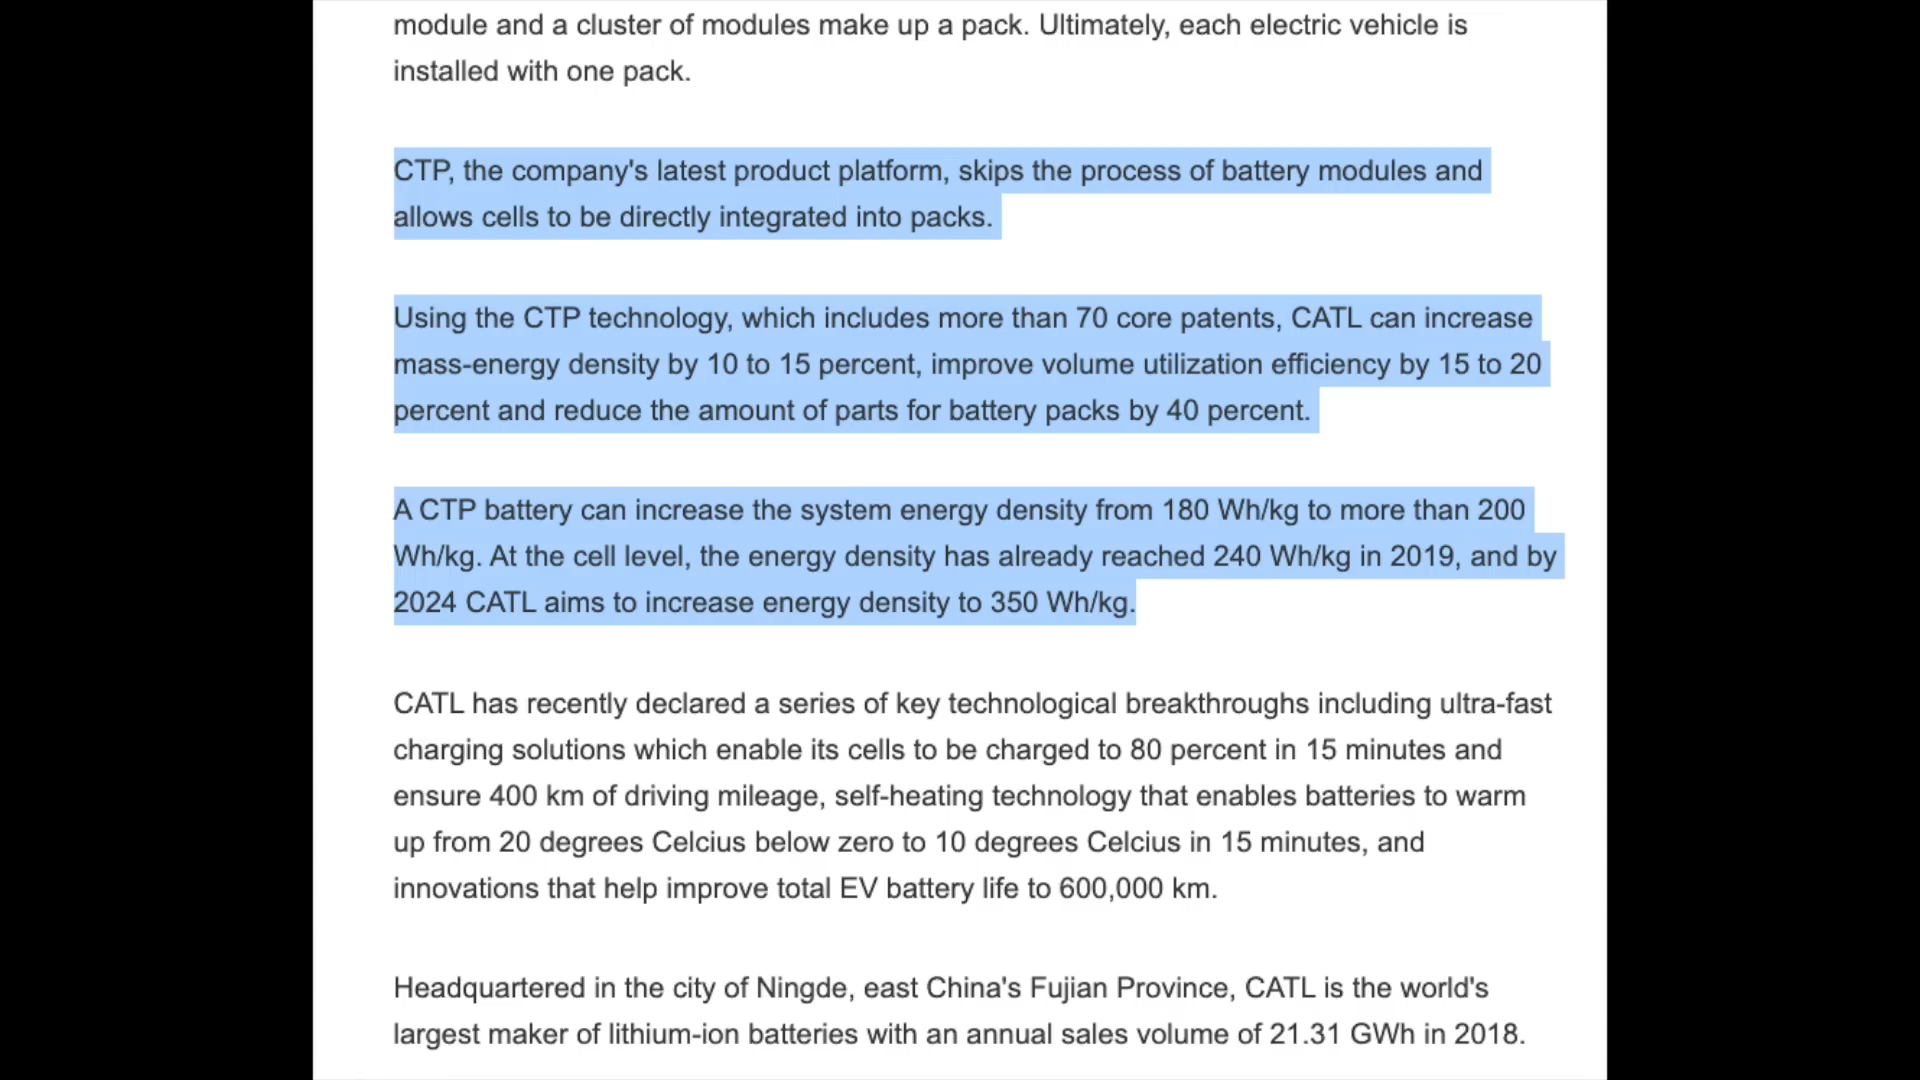 module and a cluster of modules make up a pack. Ultimately, each electric vehicle is
installed with one pack.
CTP, the company's latest product platform, skips the process of battery modules and
allows cells to be directly integrated into packs.
Using the CTP technology, which includes more than 70 core patents, CATL can increase
mass-energy density by 10 to 15 percent, improve volume utilization efficiency by 15 to 20
percent and reduce the amount of parts for battery packs by 40 percent.
A CTP battery can increase the system energy density from 180 Wh/kg to more than 200
Wh/kg. At the cell level, the energy density has already reached 240 Wh/kg in 2019, and by
2024 CATL aims to increase energy density to 350 Wh/kg.
CATL has recently declared a series of key technological breakthroughs including ultra-fast
charging solutions which enable its cells to be charged to 80 percent in 15 minutes and
ensure 400 km of driving mileage, self-heating technology that enables batteries to warm
up from 20 degrees Celcius below zero to 10 degrees Celcius in 15 minutes, and
innovations that help improve total EV battery life to 600,000 km.
Headquartered in the city of Ningde, east China's Fujian Province, CATL is the world's
largest maker of lithium-ion batteries with an annual sales volume of 21.31 GWh in 2018.